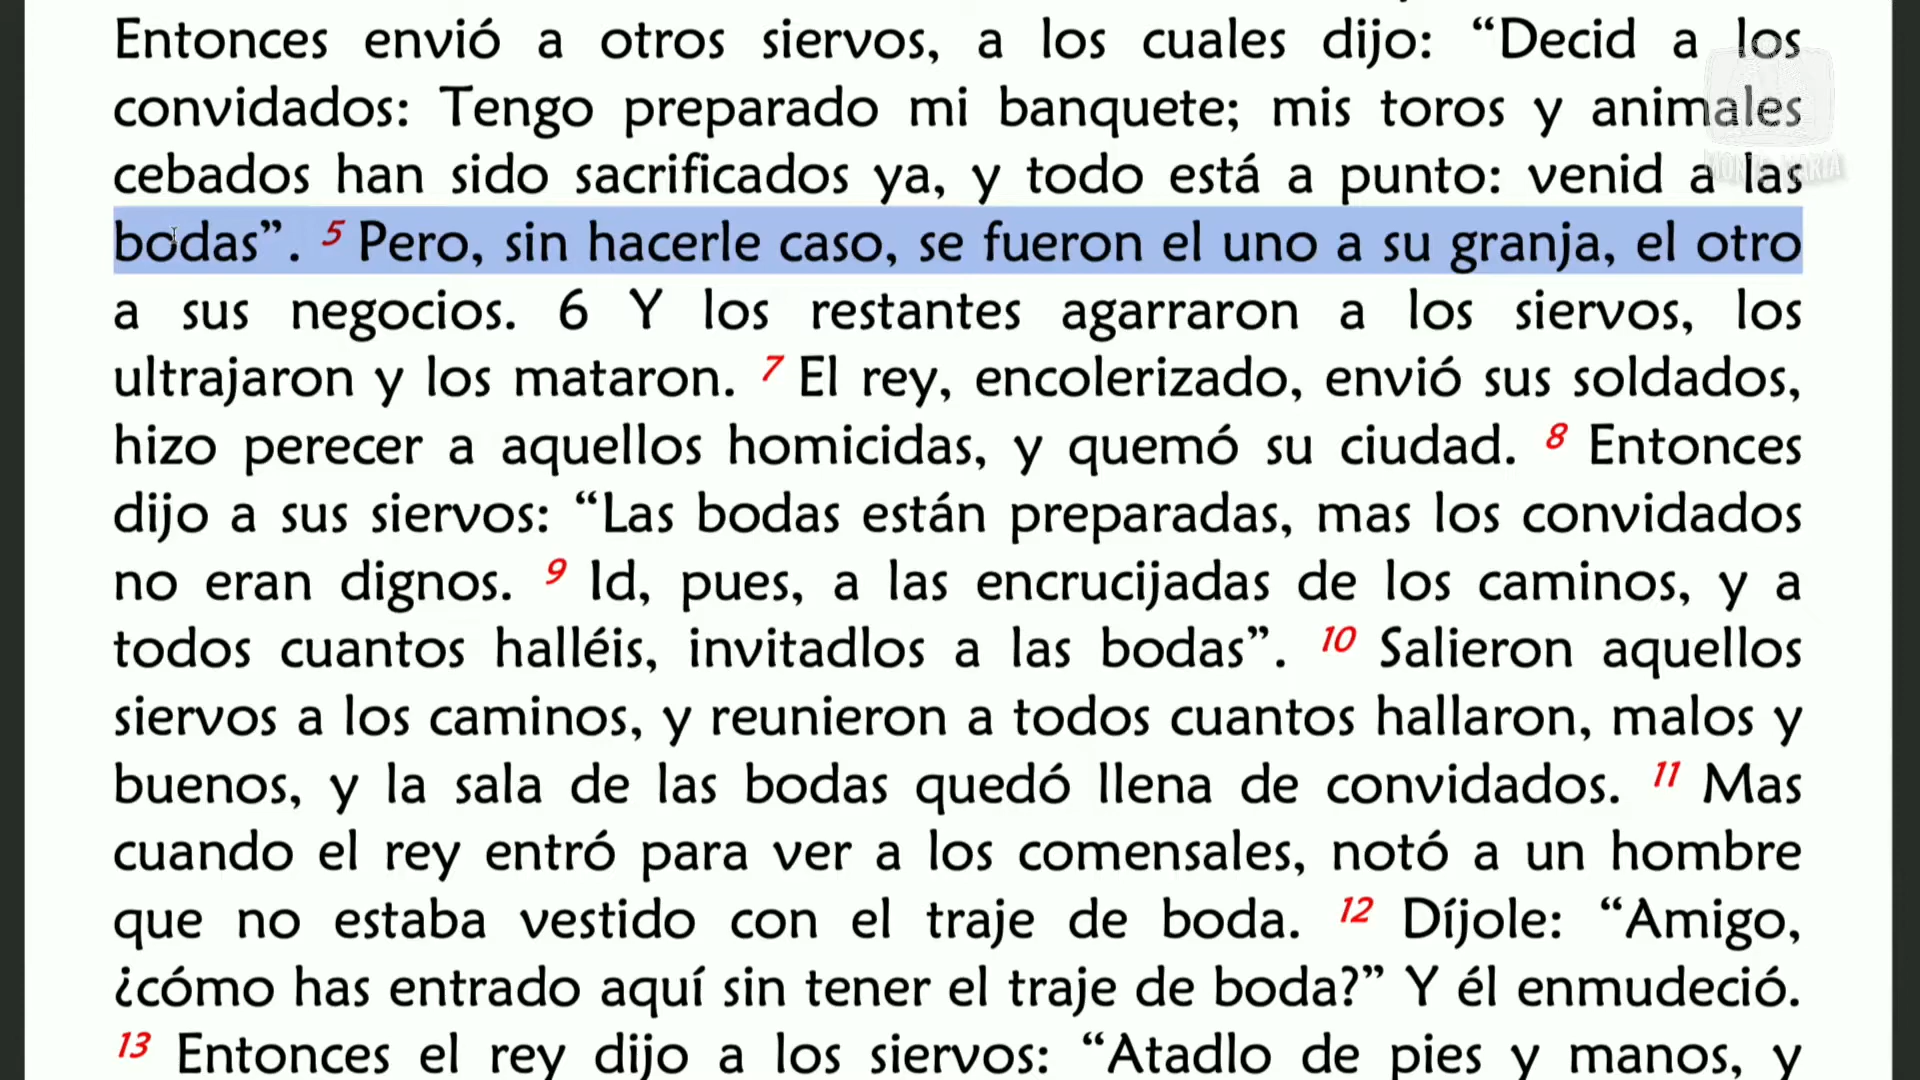 Entonces envió a otros siervos, a los cuales dijo: “Decid a los
convidados: Tengo preparado mi banquete; mis toros y animales
cebados han sido sacrificados ya, y todo está a punto: venid a las
bodas”. 5 Pero, sin hacerle caso, se fueron el uno a su granja, el otro
a sus negocios. 6 Y los restantes agarraron a los siervos, los
ultrajaron y los mataron. 7 El rey, encolerizado, envió sus soldados,
hizo perecer a aquellos homicidas, y quemó su ciudad. 8 Entonces
dijo a sus siervos: “Las bodas están preparadas, mas los convidados
no eran dignos. 9 Id, pues, a las encrucijadas de los caminos, y a
todos cuantos halléis, invitadlos a las bodas”. 10 Salieron aquellos
siervos a los caminos, y reunieron a todos cuantos hallaron, malos y
buenos, y la sala de las bodas quedó llena de convidados. 11 Mas
cuando el rey entró para ver a los comensales, notó a un hombre
que no estaba vestido con el traje de boda. 12 Díjole: “Amigo,
¿cómo has entrado aquí sin tener el traje de boda?” Y él enmudeció.
13 Entonces el rey dijo a los siervos: “Atadlo de pies y manos, y